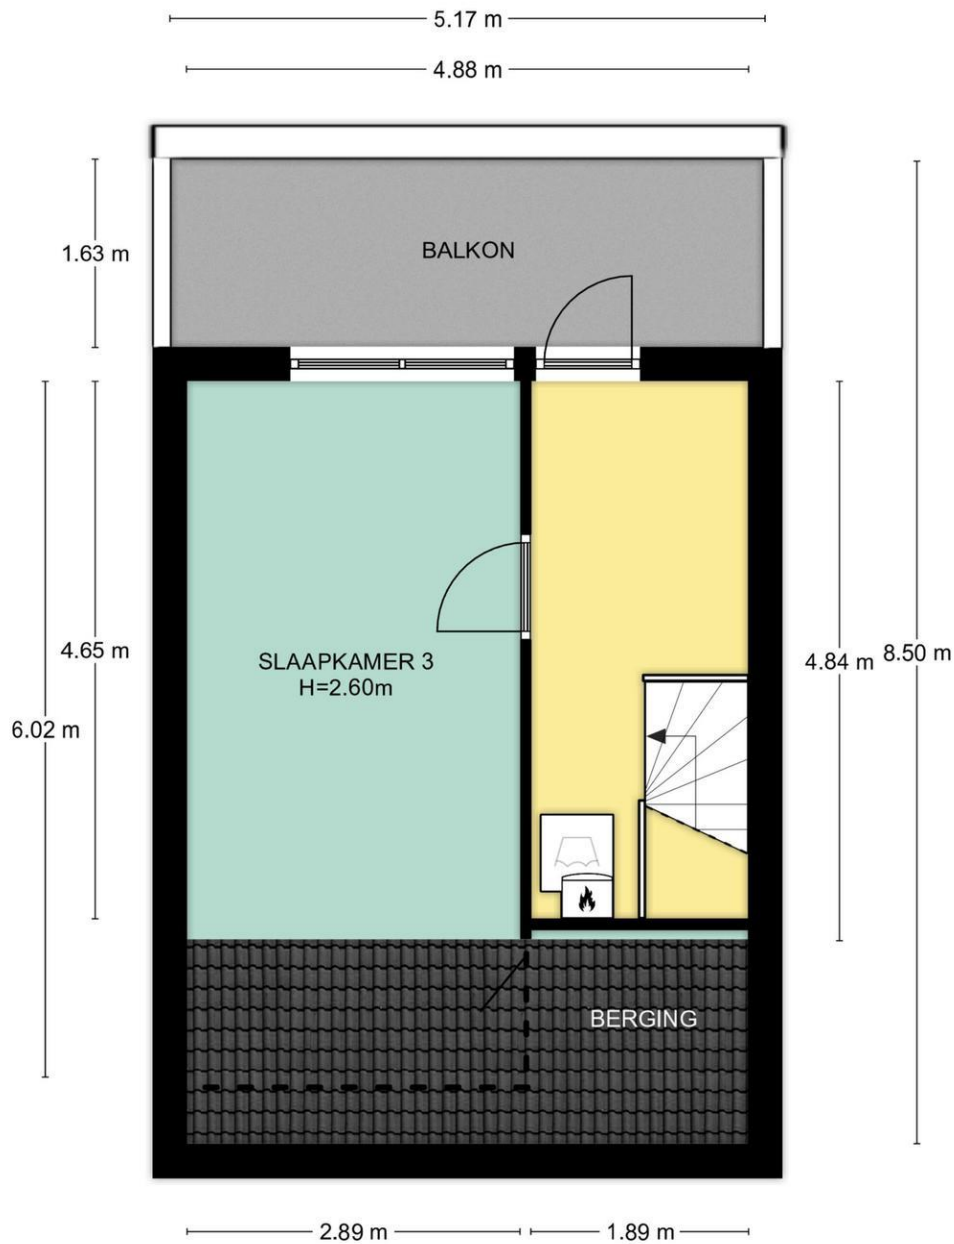 5.17 m
4.88 m
1.63 m
BALKON
4.65 m
SLAAPKAMER 3
H=2.60m
4.84 m
8.50 m
6.02 m
BERGING
2.89 m
1.89 m